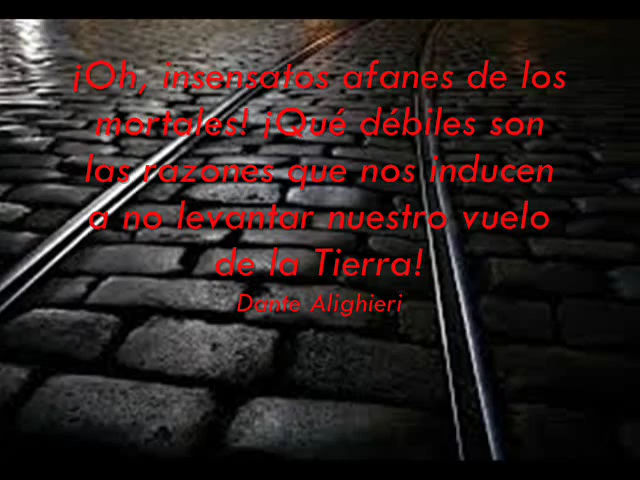 ¡Oh, insensatos afanes de los
mortales! ¡Qué débiles son
las razones que nos inducen
a no levantar nuestro vuelo
de la Tierra!
Dante Alighieri